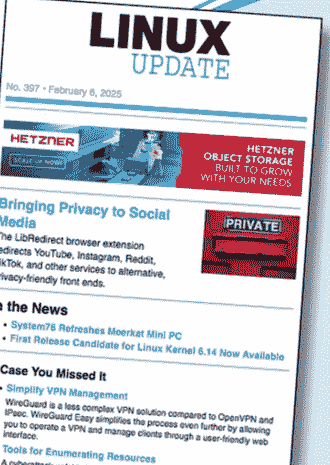 LINUX
UPDATE
No. 397 • February 6, 2025
HETZNER
SCALE UP NOW
HETZNER
OBJECT STORAGE
BUILT TO GROW
WITH YOUR NEEDS
Bringing Privacy to Social
Media
PRIVATE
The LibRedirect browser extension
redirects YouTube, Instagram, Reddit,
TikTok, and other services to alternative,
privacy-friendly front ends.
n the News
• System76 Refreshes Meerkat Mini PC
• First Release Candidate for Linux Kernel 6.14 Now Available
Case You Missed It
• Simplify VPN Management
WireGuard is a less complex VPN solution compared to OpenVPN and
IPsec. WireGuard Easy simplifies the process even further by allowing
you to operate a VPN and manage clients through a user-friendly web
interface.
Tools for Enumerating Resources